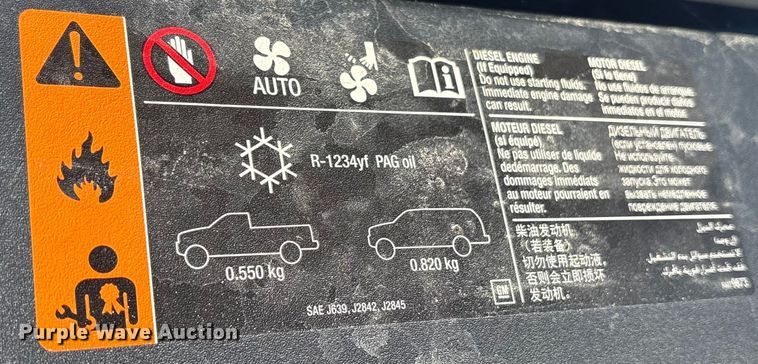 AUTO
R-1234yf PAG oil
0.550 kg
0.820 kg
SAE J639, J2842, J2845
DIESEL ENGINE
(If Equipped)
Do not use starting fluids.
Immediate engine damage
can result.
MOTOR DIESEL
(Si lo tiene)
No use fluidos de arranque
Se pueden producir daños
inmediatos en el motor.
MOTEUR DIESEL
(si équipé)
Ne pas utiliser de liquide
dedémarrage. Des
dommages immédiats
au moteur pourraient en
résulter.
ДИЗЕЛЬНЫЙ ДВИГАТЕЛЬ
если установлен пусковые
Не используйте
жидкости для холодного
запуска Это может
вызвать немедленное
повреждение двигателя.
柴油发动机
(若装备)
切勿使用起动液。
否则会立即损坏
发动机。
محرك الديزل
GM
Purple Wave Auction